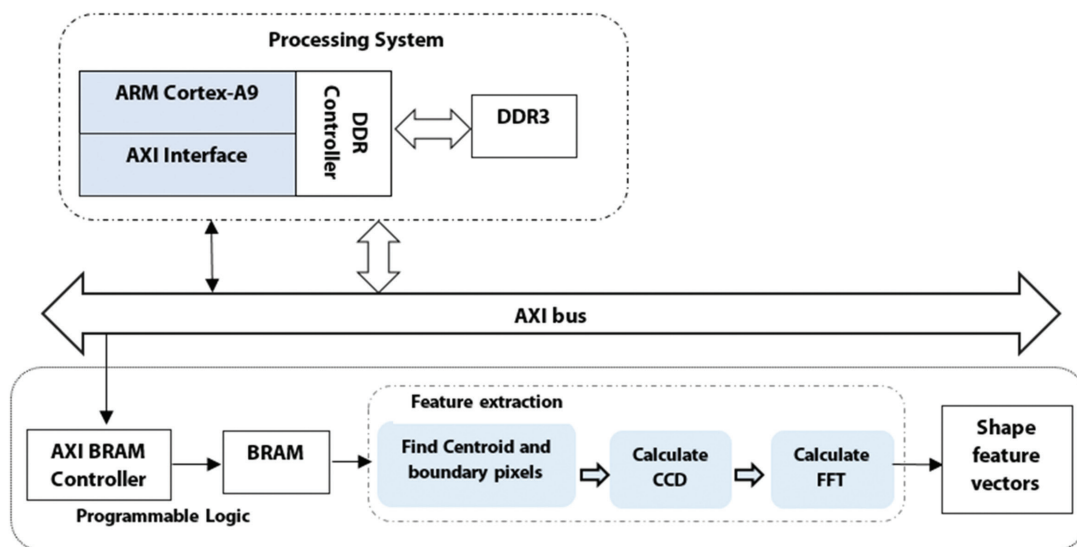 Processing System
ARM Cortex-A9
AXI Interface
DDR
Controller
DDR3
AXI bus
Feature extraction
AXI BRAM
Controller
BRAM
Find Centroid and
boundary pixels
Calculate
CCD
Calculate
FFT
Shape
feature
vectors
Programmable Logic